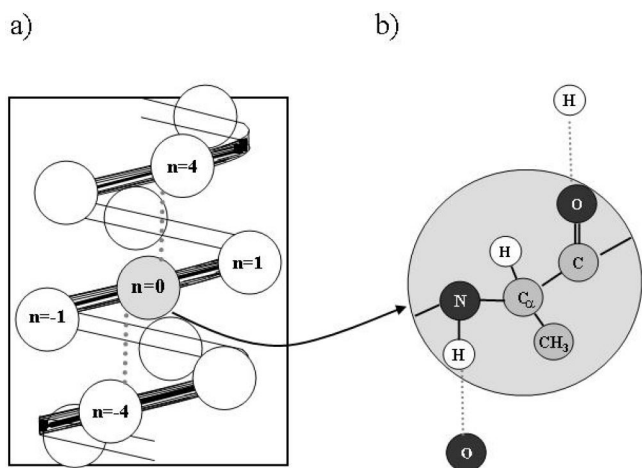 a)
b)
n=4
n=1
n=0
n=-1
n=-4
H
O
H
C
N
Cα
CH3
H
O